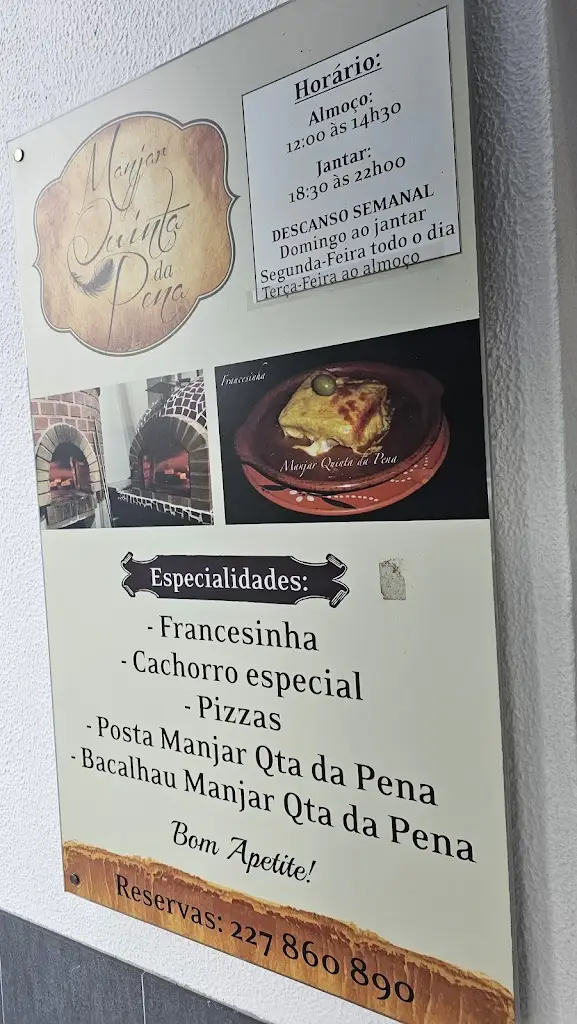 Manjar
Quinta
da
Pena
Horário:
Almoço:
12:00 às 14h30
Jantar:
18:30 às 22h00
DESCANSO SEMANAL
Domingo ao jantar
Segunda-Feira todo o dia
Terça-Feira ao almoço
Francesinha
Manjar Quinta da Pena
Especialidades:
- Francesinha
- Cachorro especial
- Pizzas
- Posta Manjar Qta da Pena
- Bacalhau Manjar Qta da Pena
Bom Apetite!
Reservas: 227 860 890